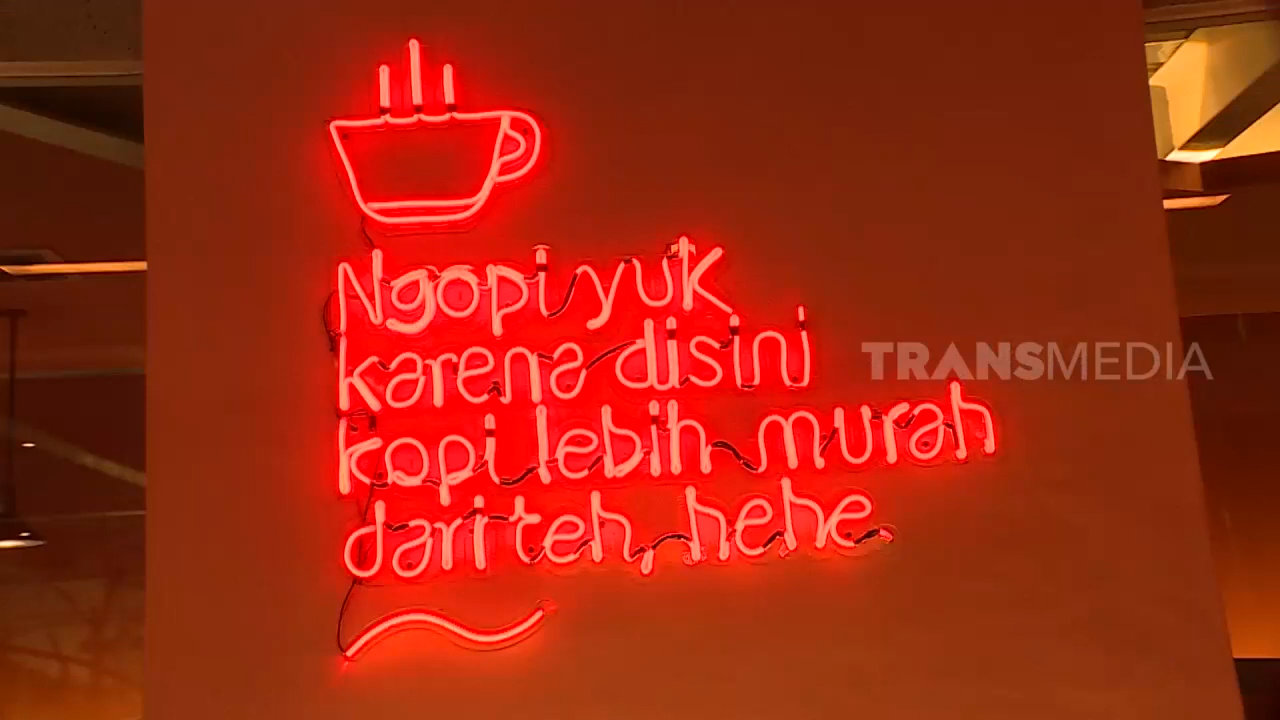 Ngopi yuk
karena disini
kopi lebih murah
dari teh, hehe.
TRANSMEDIA